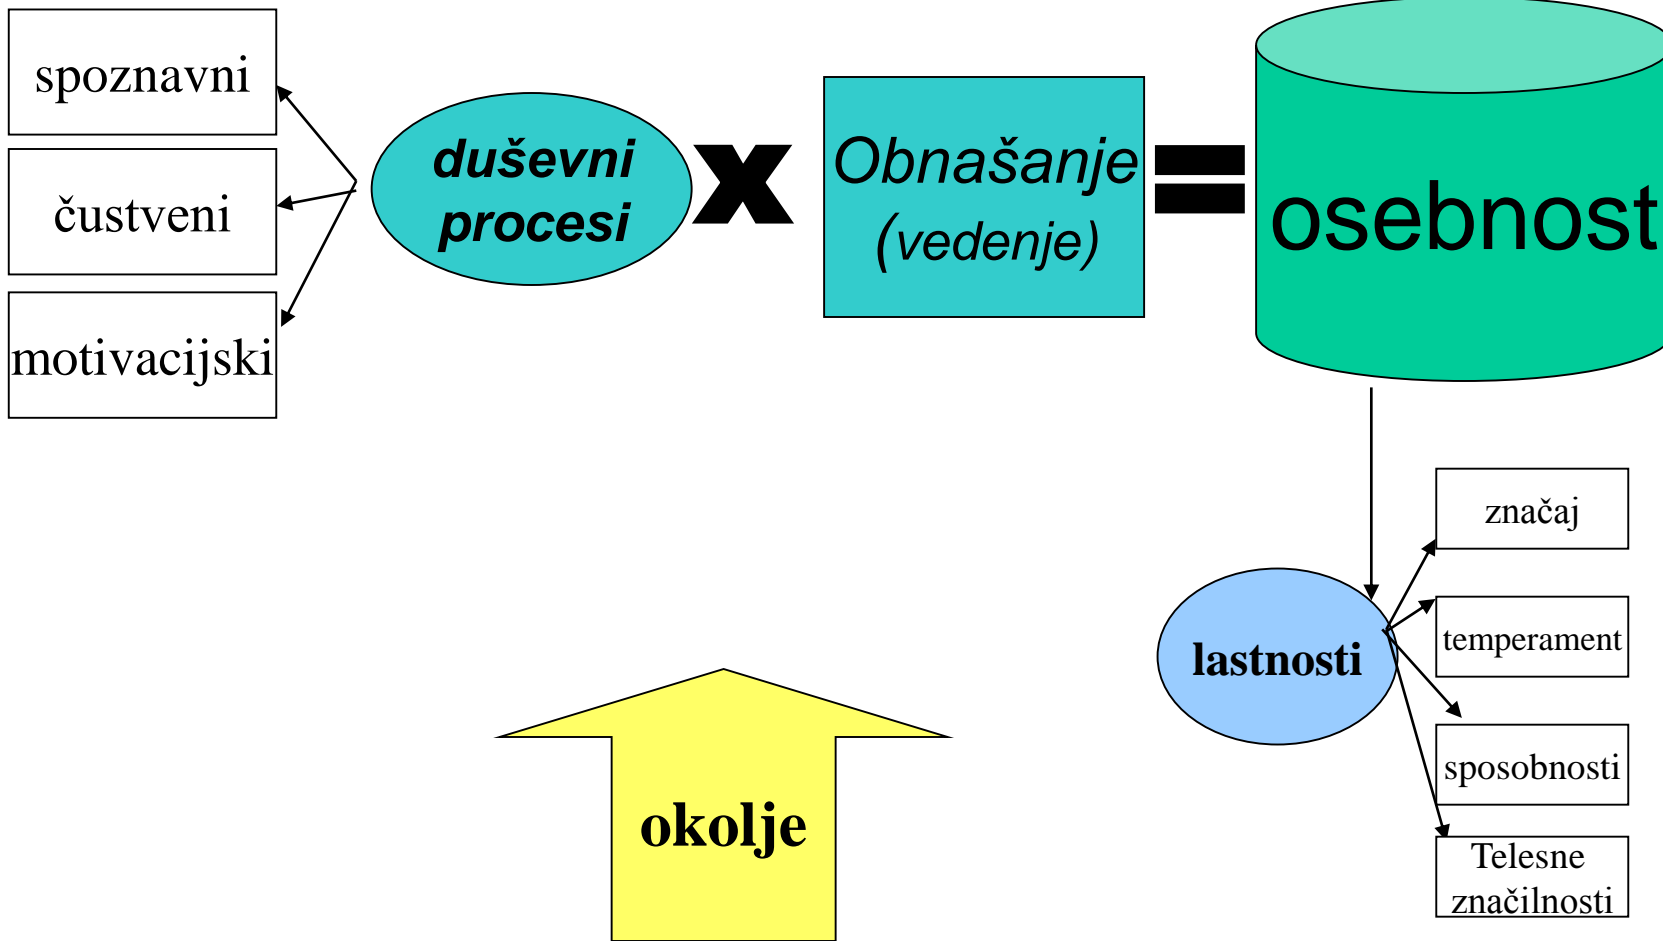 spoznavni
čustveni
motivacijski
duševni
procesi
x
Obnašanje
(vedenje)
=
osebnost
lastnosti
značaj
temperament
sposobnosti
Telesne
značilnosti
okolje